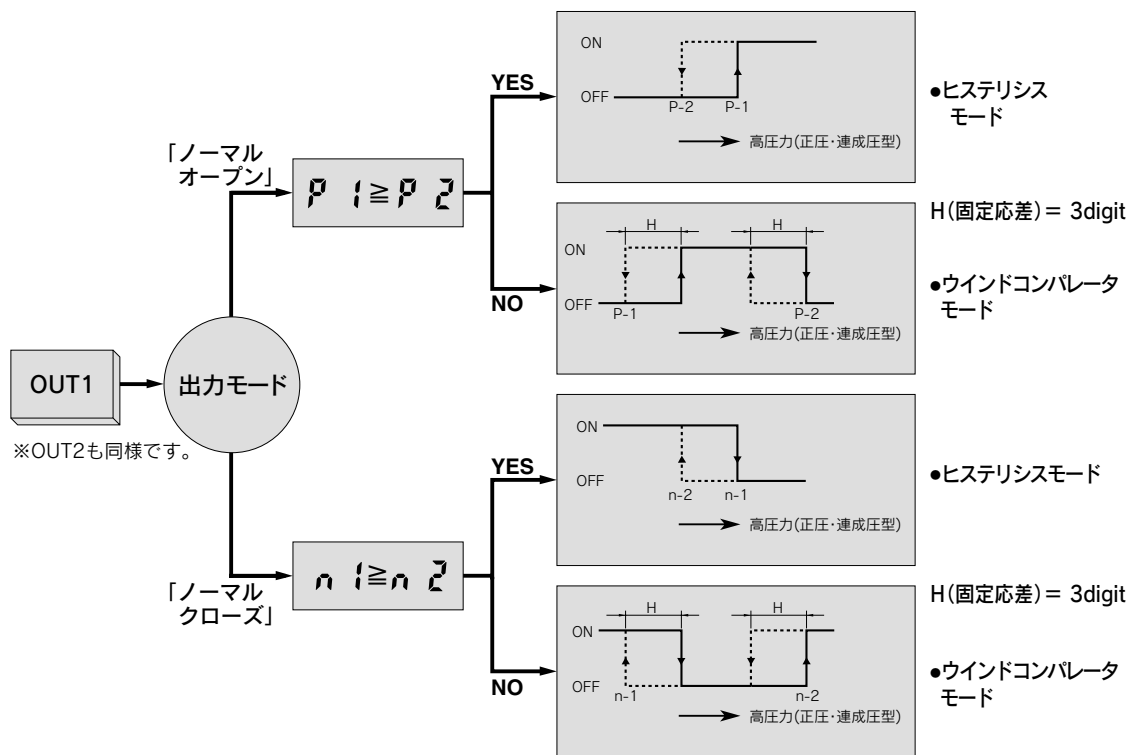 OUT1
※OUT2も同様です。
出力モード
「ノーマル
オープン」
P 1≧P 2
YES
ON
OFF
P-2
P-1
高圧力(正圧・連成圧型)
●ヒステリシス
モード
NO
H
H
ON
OFF
P-1
P-2
高圧力(正圧・連成圧型)
H(固定応差)= 3digit
●ウインドコンパレータ
モード
「ノーマル
クローズ」
n 1≧n 2
YES
ON
OFF
n-2
n-1
高圧力(正圧・連成圧型)
●ヒステリシスモード
NO
H
H
ON
OFF
n-1
n-2
高圧力(正圧・連成圧型)
H(固定応差)= 3digit
●ウインドコンパレータ
モード